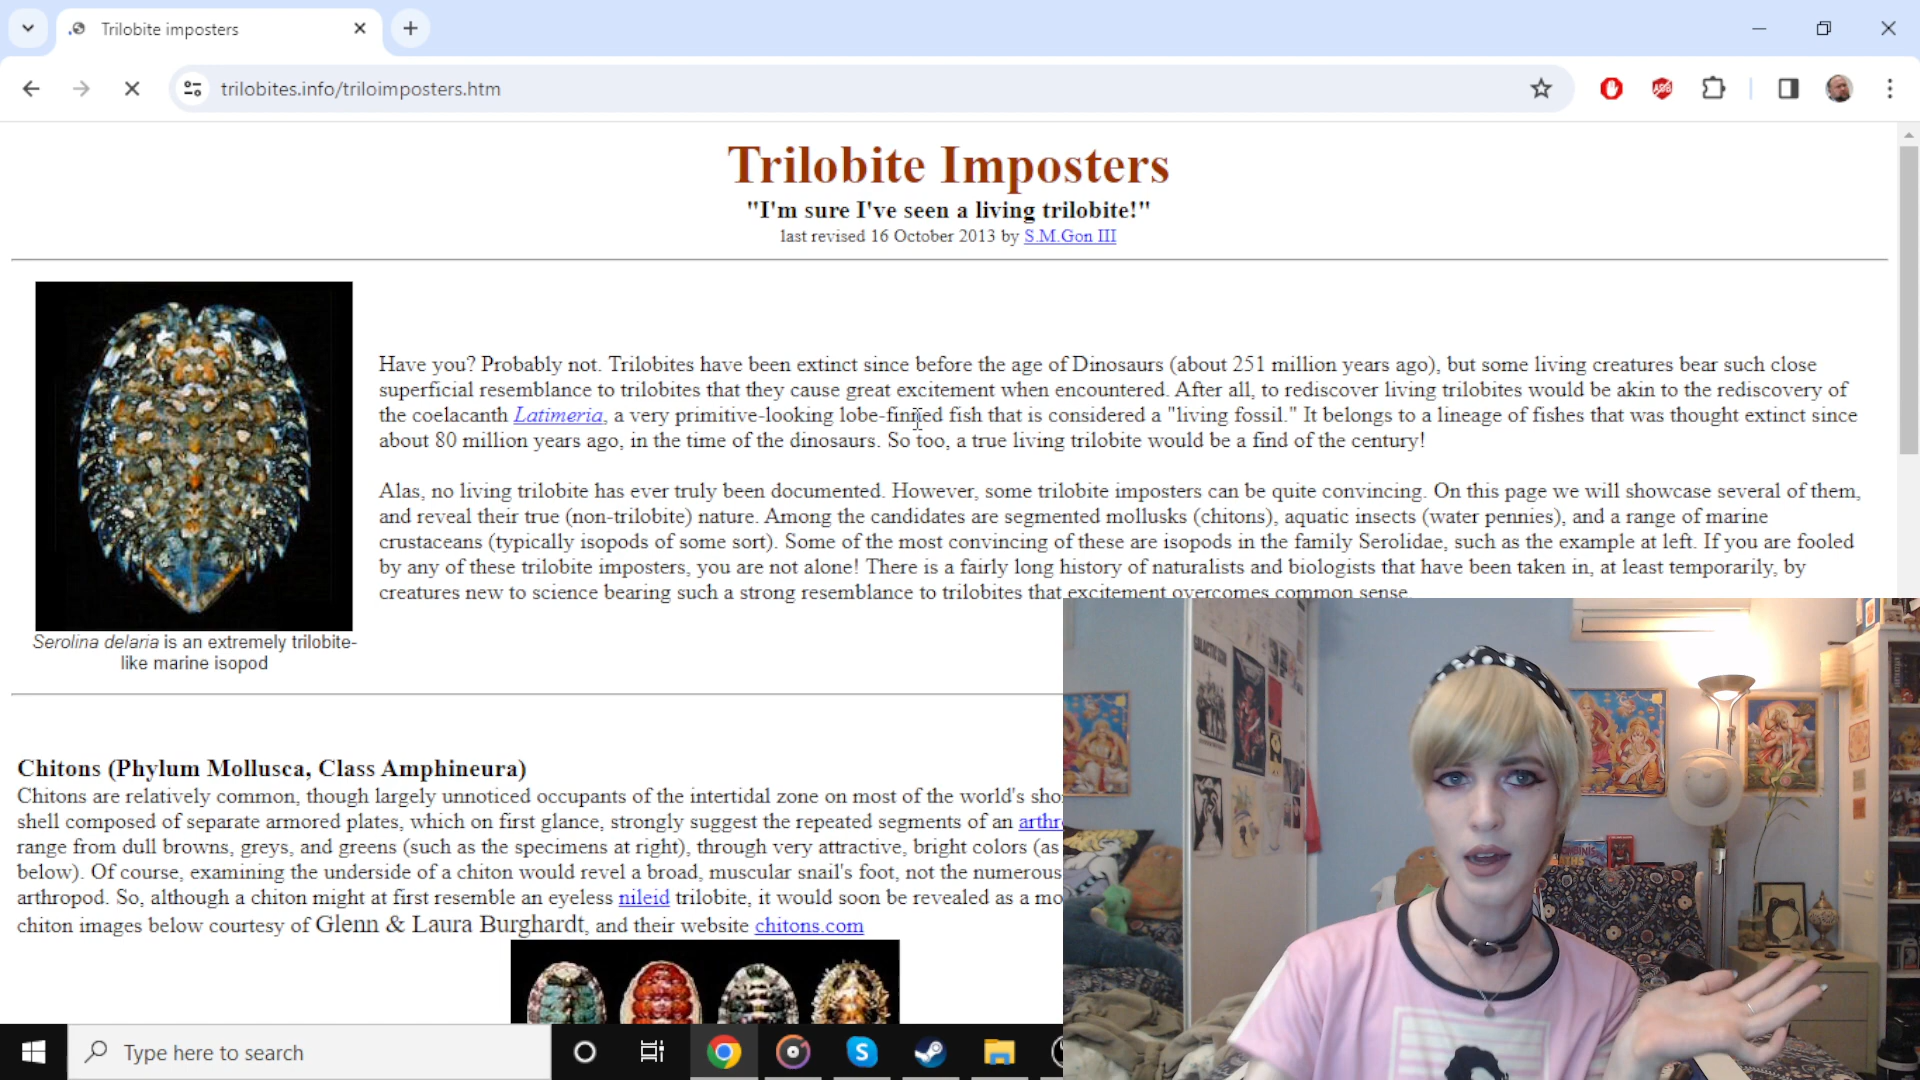 Trilobite imposters
trilobites.info/triloimposters.htm
Trilobite Imposters
"I'm sure I've seen a living trilobite!"
last revised 16 October 2013 by S.M.Gon III
Have you? Probably not. Trilobites have been extinct since before the age of Dinosaurs (about 251 million years ago), but some living creatures bear such close
superficial resemblance to trilobites that they cause great excitement when encountered. After all, to rediscover living trilobites would be akin to the rediscovery of
the coelacanth Latimeria, a very primitive-looking lobe-finned fish that is considered a "living fossil." It belongs to a lineage of fishes that was thought extinct since
about 80 million years ago, in the time of the dinosaurs. So too, a true living trilobite would be a find of the century!
Alas, no living trilobite has ever truly been documented. However, some trilobite imposters can be quite convincing. On this page we will showcase several of them,
and reveal their true (non-trilobite) nature. Among the candidates are segmented mollusks (chitons), aquatic insects (water pennies), and a range of marine
crustaceans (typically isopods of some sort). Some of the most convincing of these are isopods in the family Serolidae, such as the example at left. If you are fooled
by any of these trilobite imposters, you are not alone! There is a fairly long history of naturalists and biologists that have been taken in, at least temporarily, by
creatures new to science bearing such a strong resemblance to trilobites that excitement overcomes common sense.
Serolina delaria is an extremely trilobite-
like marine isopod
Chitons (Phylum Mollusca, Class Amphineura)
Chitons are relatively common, though largely unnoticed occupants of the intertidal zone on most of the world's sho
shell composed of separate armored plates, which on first glance, strongly suggest the repeated segments of an arthr
range from dull browns, greys, and greens (such as the specimens at right), through very attractive, bright colors (as
below). Of course, examining the underside of a chiton would revel a broad, muscular snail's foot, not the numerous
arthropod. So, although a chiton might at first resemble an eyeless nileid trilobite, it would soon be revealed as a mo
chiton images below courtesy of Glenn & Laura Burghardt, and their website chitons.com
Type here to search